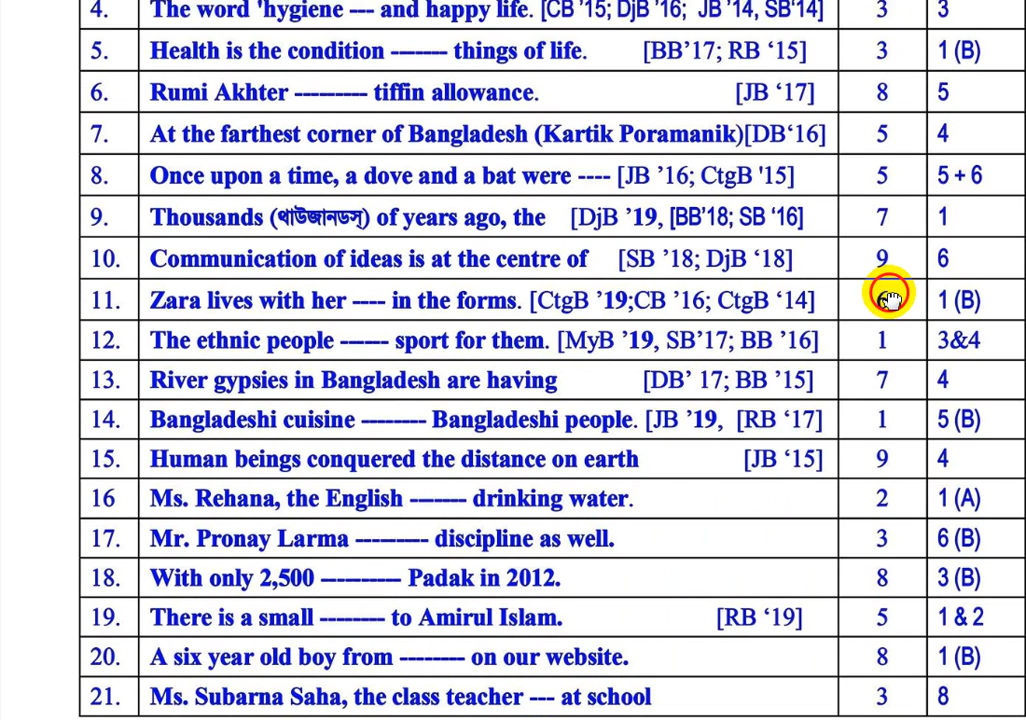 4. The word 'hygiene --- and happy life. [CB '15; DjB '16; JB '14, SB'14] 3 3
5. Health is the condition ------- things of life. [BB'17; RB '15] 3 1 (B)
6. Rumi Akhter --------- tiffin allowance. [JB '17] 8 5
7. At the farthest corner of Bangladesh (Kartik Poramanik)[DB'16] 5 4
8. Once upon a time, a dove and a bat were ---- [JB '16; CtgB '15] 5 5 + 6
9. Thousands (থাউজানডস্) of years ago, the [DjB '19, [BB'18; SB '16] 7 1
10. Communication of ideas is at the centre of [SB '18; DjB '18] 9 6
11. Zara lives with her ---- in the forms. [CtgB '19;CB '16; CtgB '14] 6 1 (B)
12. The ethnic people ------ sport for them. [MyB '19, SB'17; BB '16] 1 3&4
13. River gypsies in Bangladesh are having [DB' 17; BB '15] 7 4
14. Bangladeshi cuisine -------- Bangladeshi people. [JB '19, [RB '17] 1 5 (B)
15. Human beings conquered the distance on earth [JB '15] 9 4
16 Ms. Rehana, the English ------- drinking water. 2 1 (A)
17. Mr. Pronay Larma --------- discipline as well. 3 6 (B)
18. With only 2,500 ---------- Padak in 2012. 8 3 (B)
19. There is a small -------- to Amirul Islam. [RB '19] 5 1 & 2
20. A six year old boy from -------- on our website. 8 1 (B)
21. Ms. Subarna Saha, the class teacher --- at school 3 8